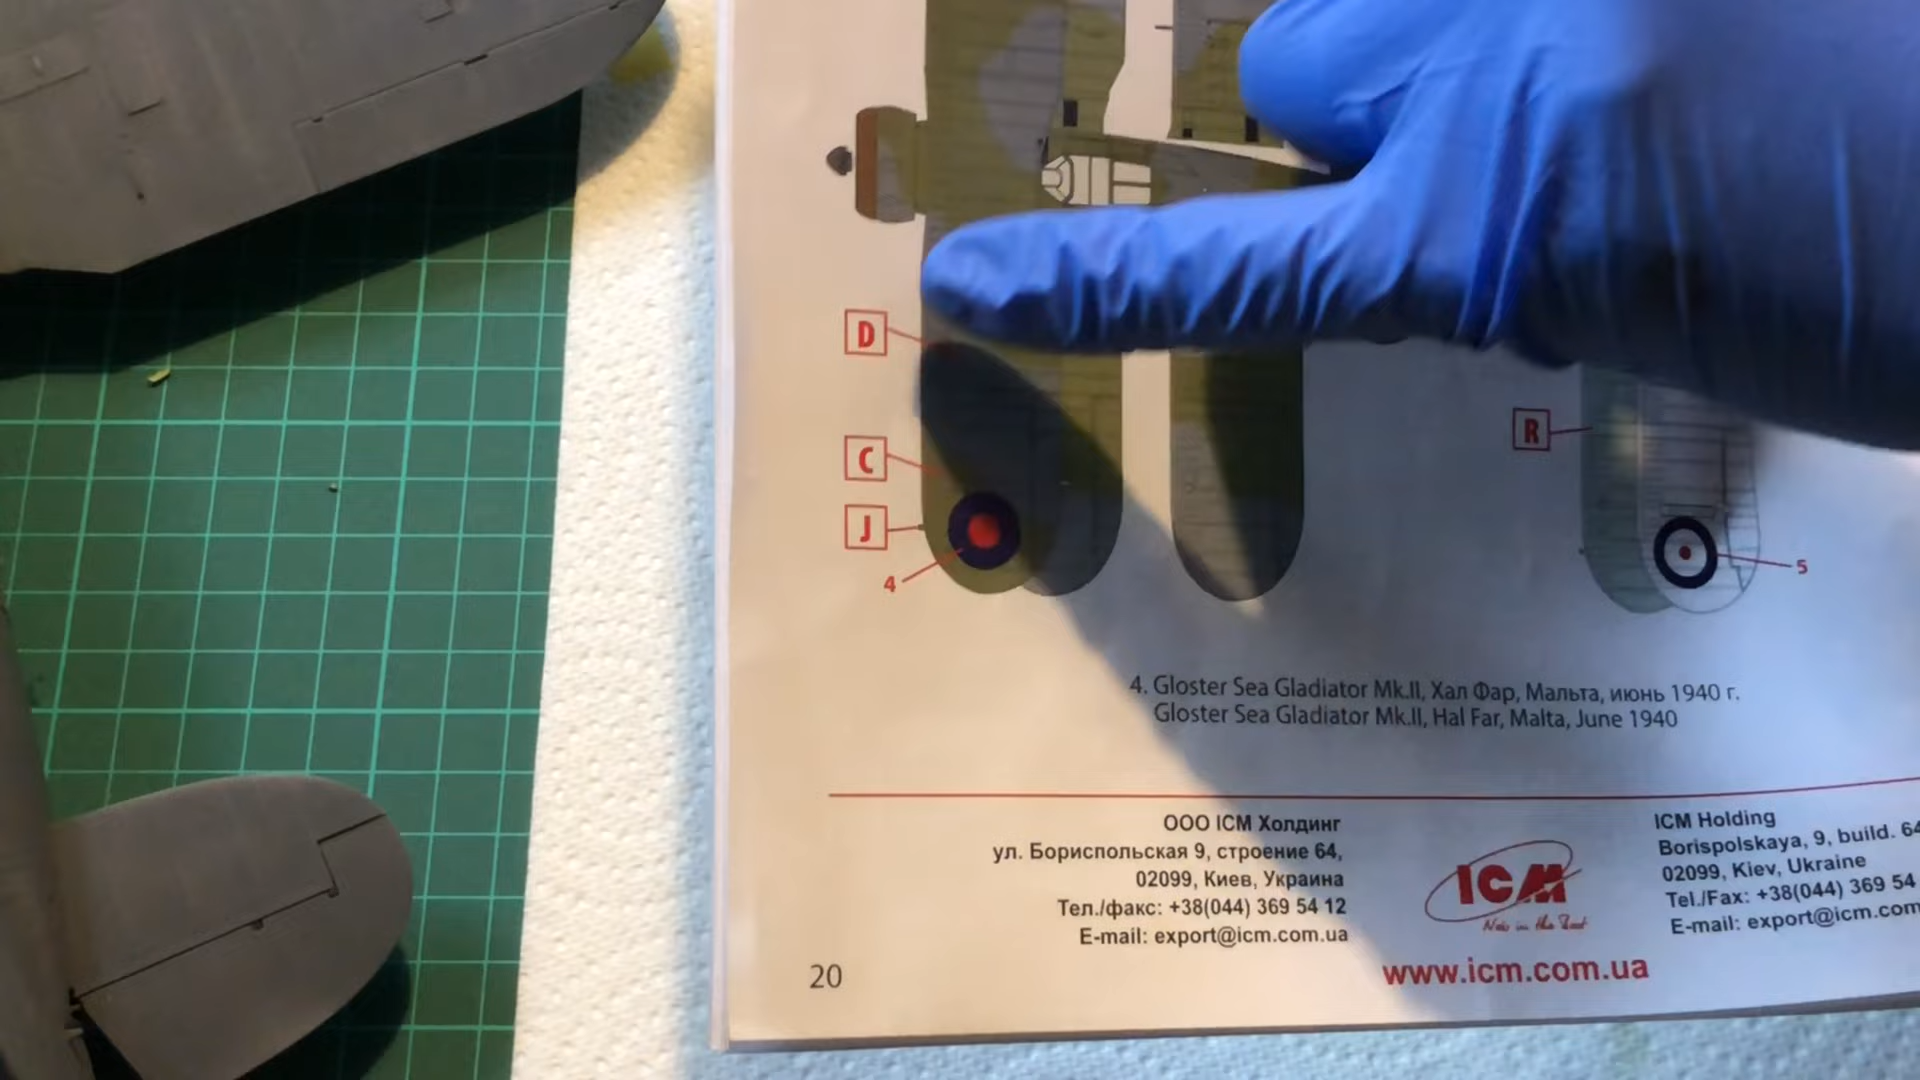 D
C
J
4
R
5
4. Gloster Sea Gladiator Mk.II, Хал Фар, Мальта, июнь 1940 г.
Gloster Sea Gladiator Mk.II, Hal Far, Malta, June 1940
ООО ICM Холдинг
ул. Бориспольская 9, строение 64,
02099, Киев, Украина
Тел./факс: +38(044) 369 54 12
E-mail: export@icm.com.ua
ICM
ICM Holding
Borispolskaya, 9, build. 64
02099, Kiev, Ukraine
Tel./Fax: +38(044) 369 54
E-mail: export@icm.com
www.icm.com.ua
20